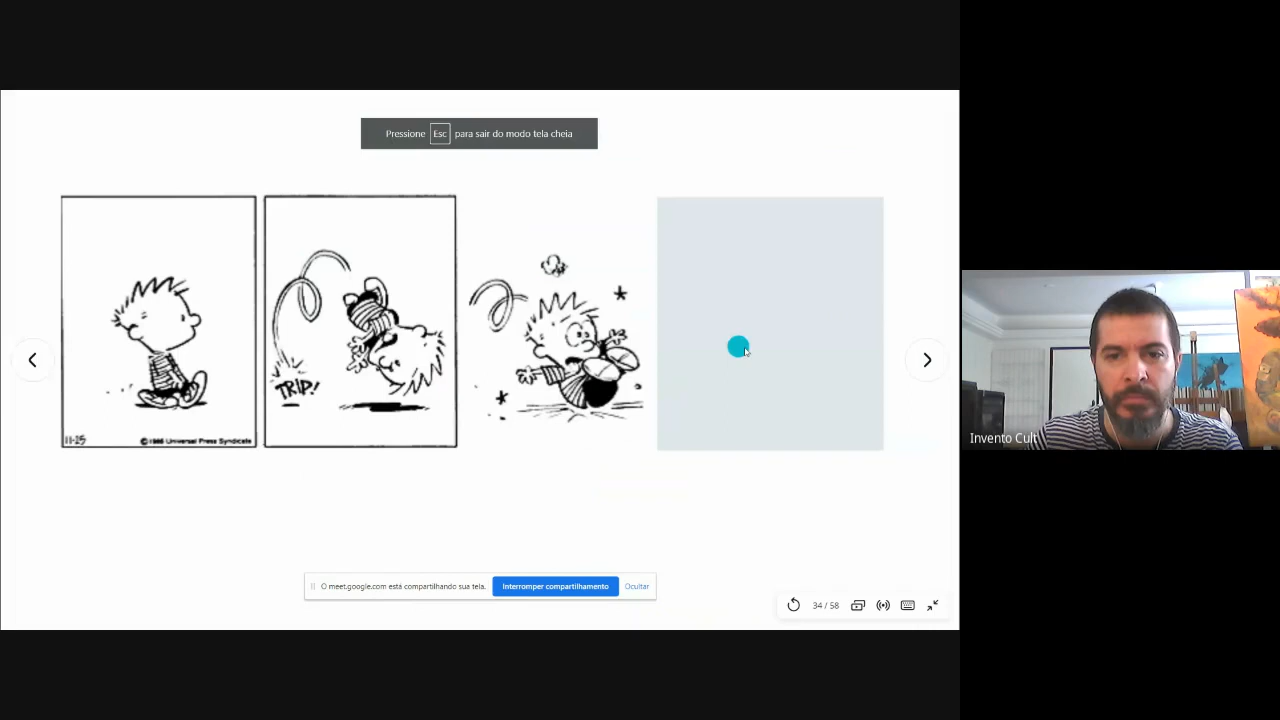 Pressione Esc para sair do modo tela cheia
TRIP!
11-25
© 1988 Universal Press Syndicate
Invento Cult
O meet.google.com está compartilhando sua tela.
Interromper compartilhamento
Ocultar
34 / 58